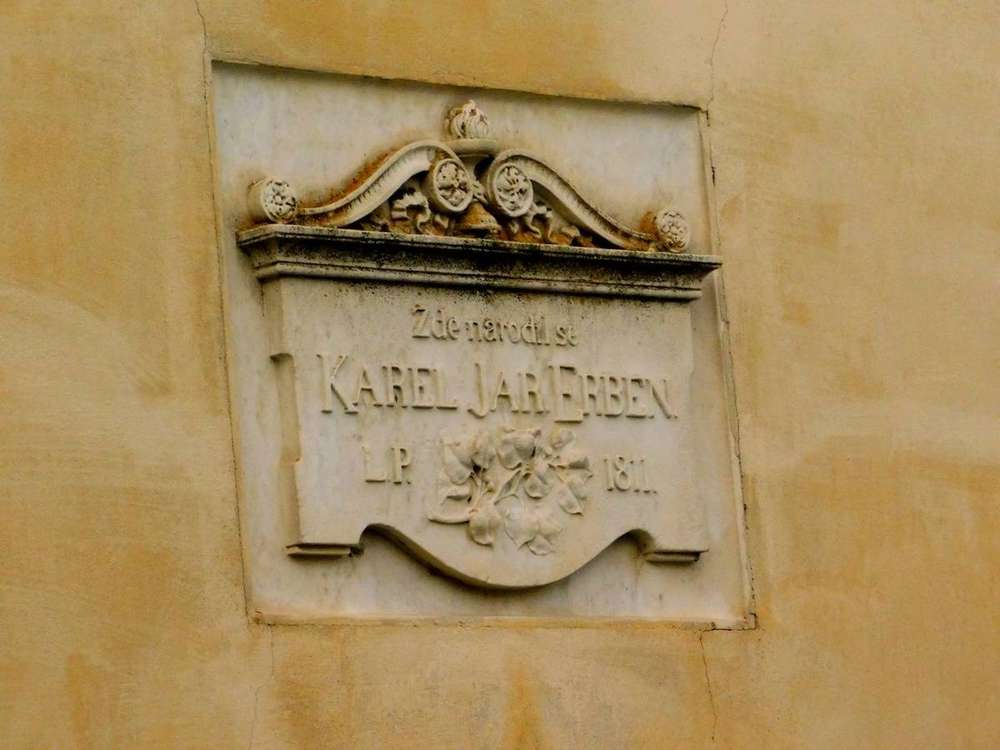 Zde narodil se
KAREL JAR ERBEN.
L.P. 1811.